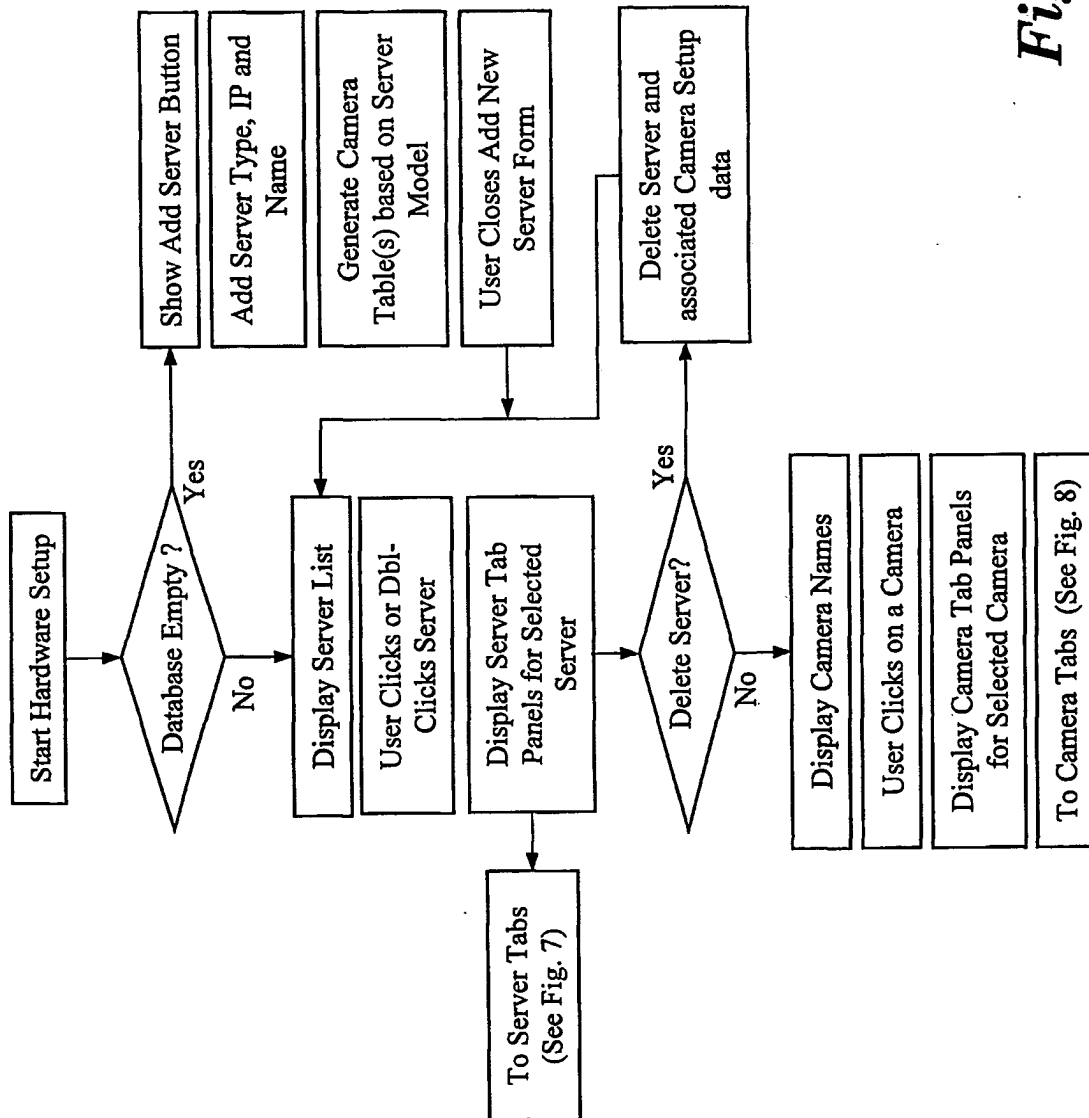 Start Hardware Setup
Database Empty ?
Yes
No
Show Add Server Button
Add Server Type, IP and
Name
Generate Camera
Table(s) based on Server
Model
User Closes Add New
Server Form
Display Server List
User Clicks or Dbl-
Clicks Server
Display Server Tab
Panels for Selected
Server
To Server Tabs
(See Fig. 7)
Delete Server?
Yes
No
Delete Server and
associated Camera Setup
data
Display Camera Names
User Clicks on a Camera
Display Camera Tab Panels
for Selected Camera
To Camera Tabs (See Fig. 8)